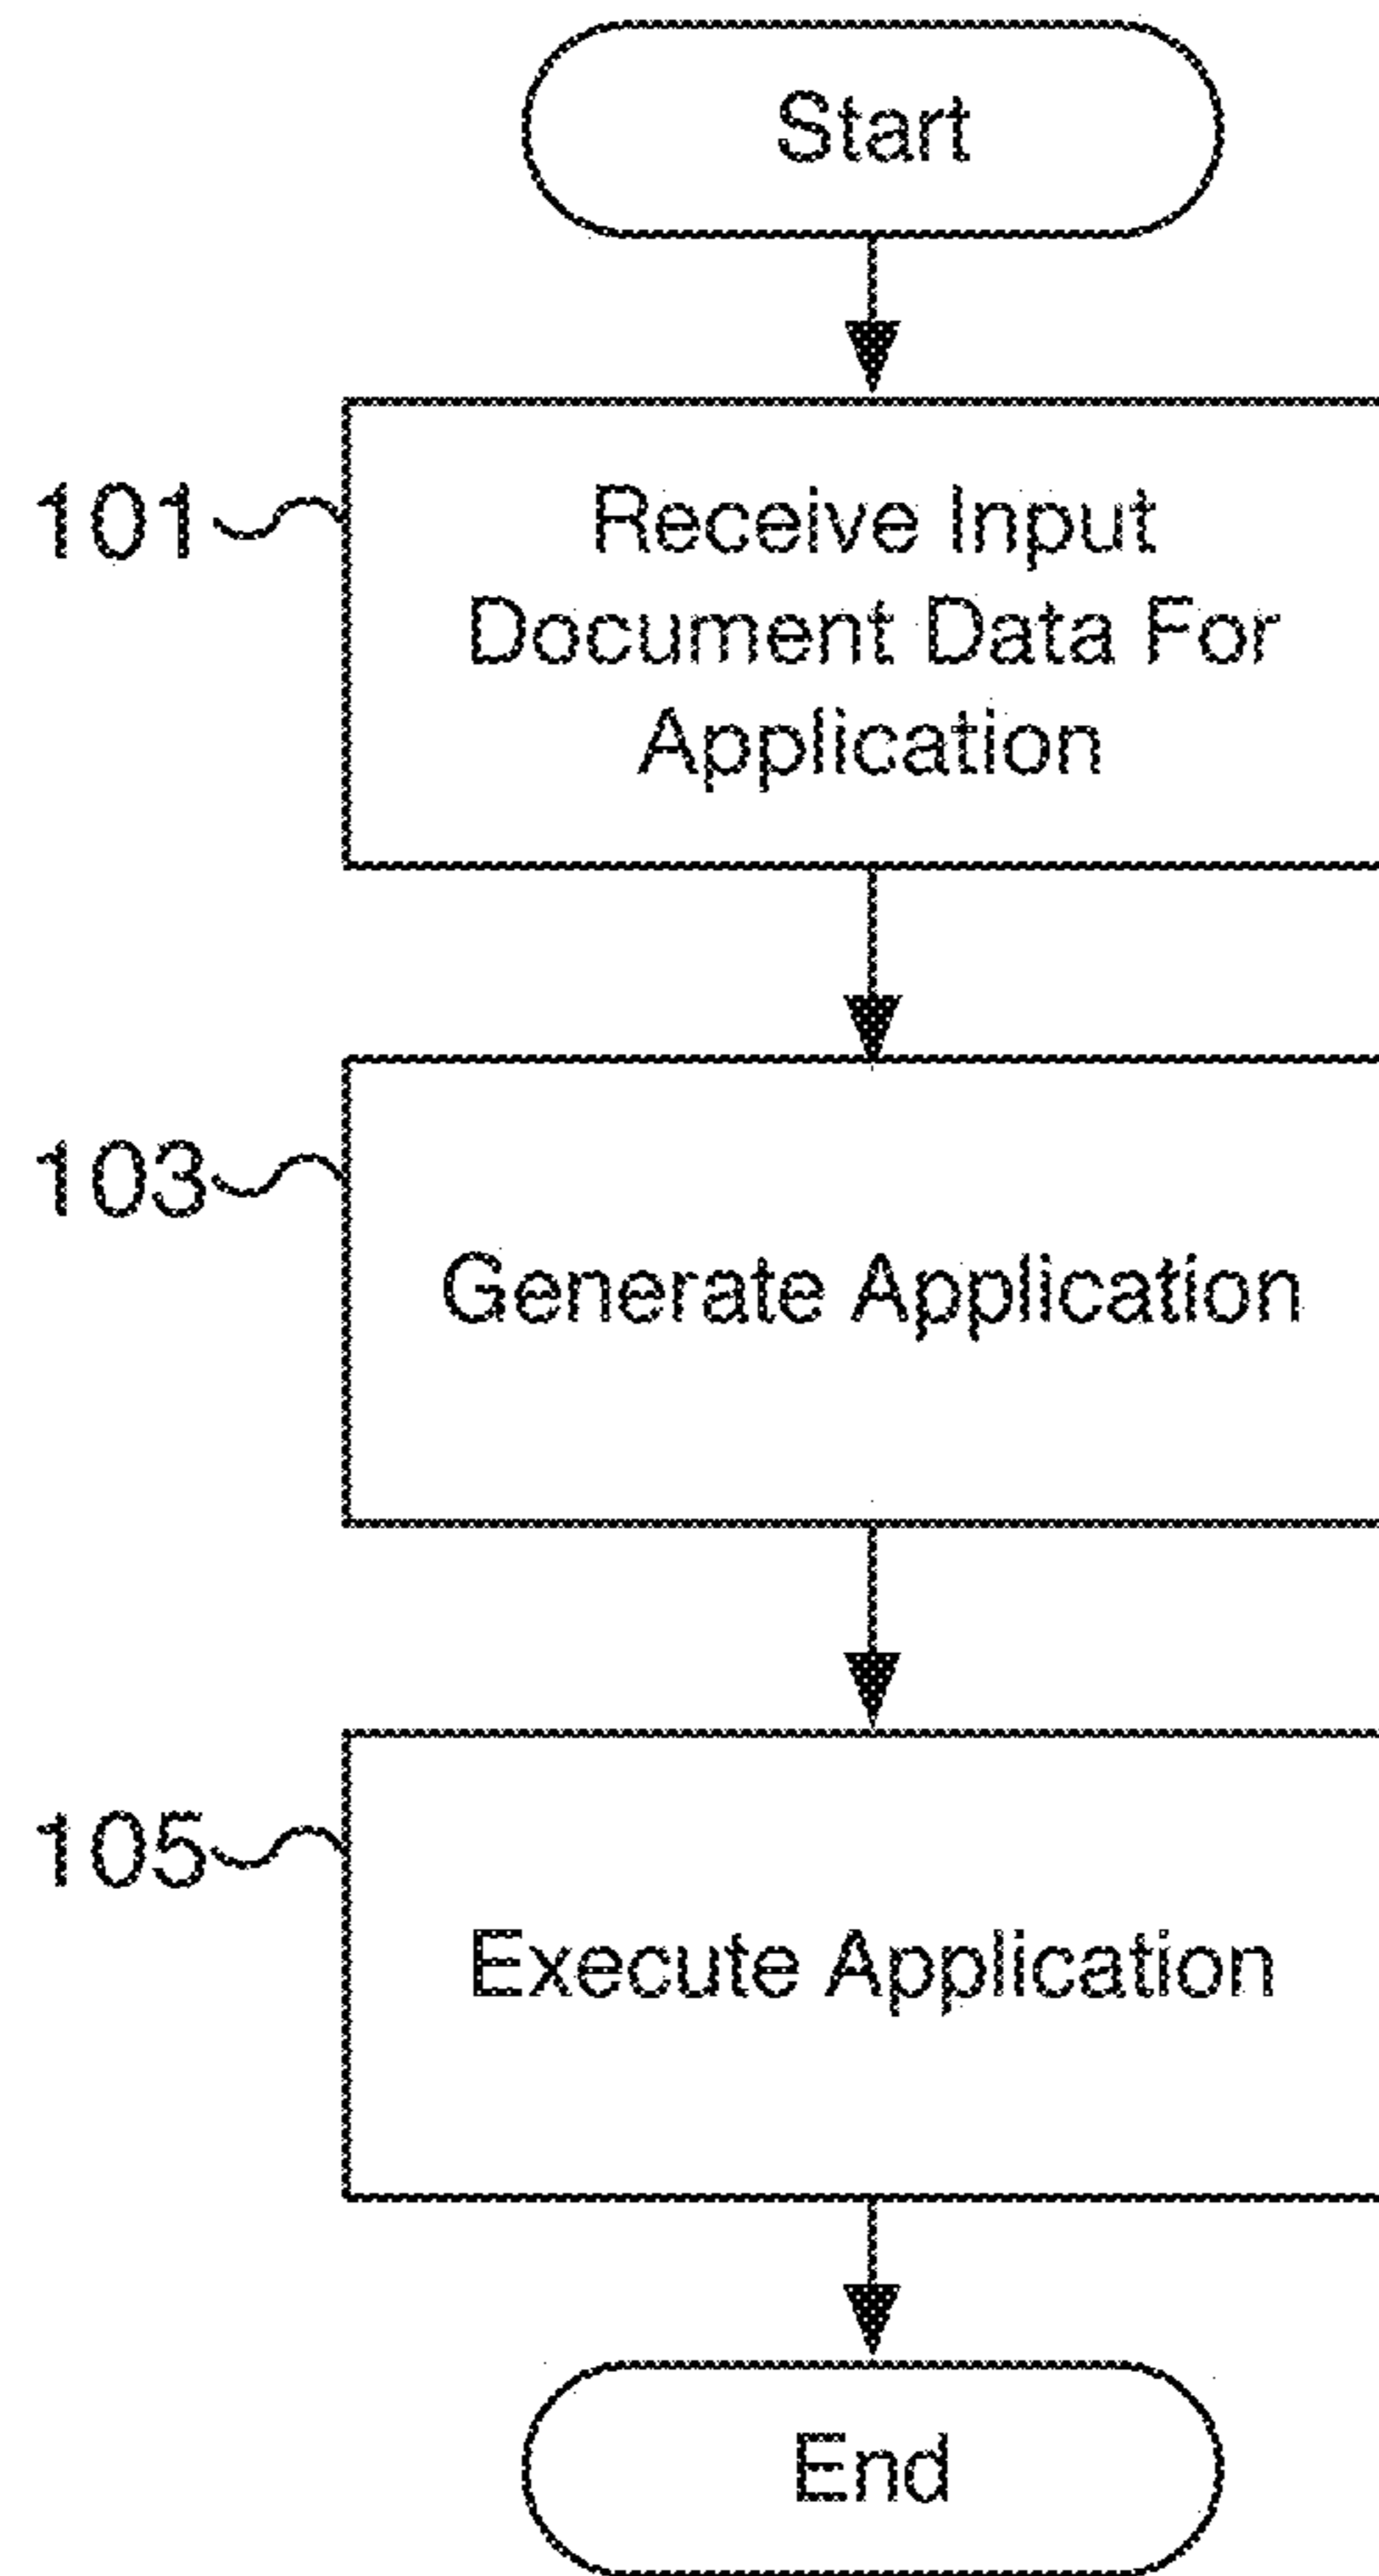 Start
101
Receive Input
Document Data For
Application
103
Generate Application
105
Execute Application
End